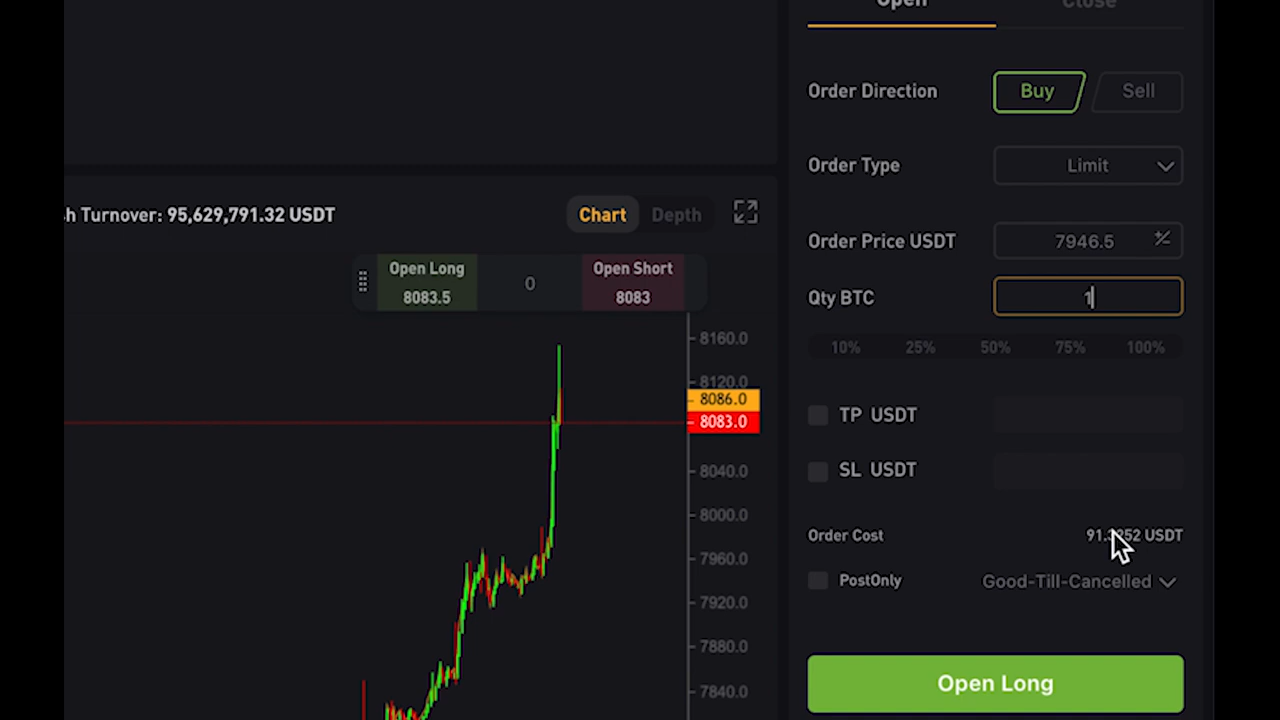 Open Close
Order Direction Buy Sell
Order Type Limit
h Turnover: 95,629,791.32 USDT Chart Depth
Order Price USDT 7946.5
Open Long 0 Open Short
8083.5 8083
Qty BTC 1
8160.0
10% 25% 50% 75% 100%
8120.0
8086.0
8083.0
TP USDT
8040.0
SL USDT
8000.0
Order Cost USDT
7960.0
PostOnly Good-Till-Cancelled
7920.0
7880.0
Open Long
7840.0